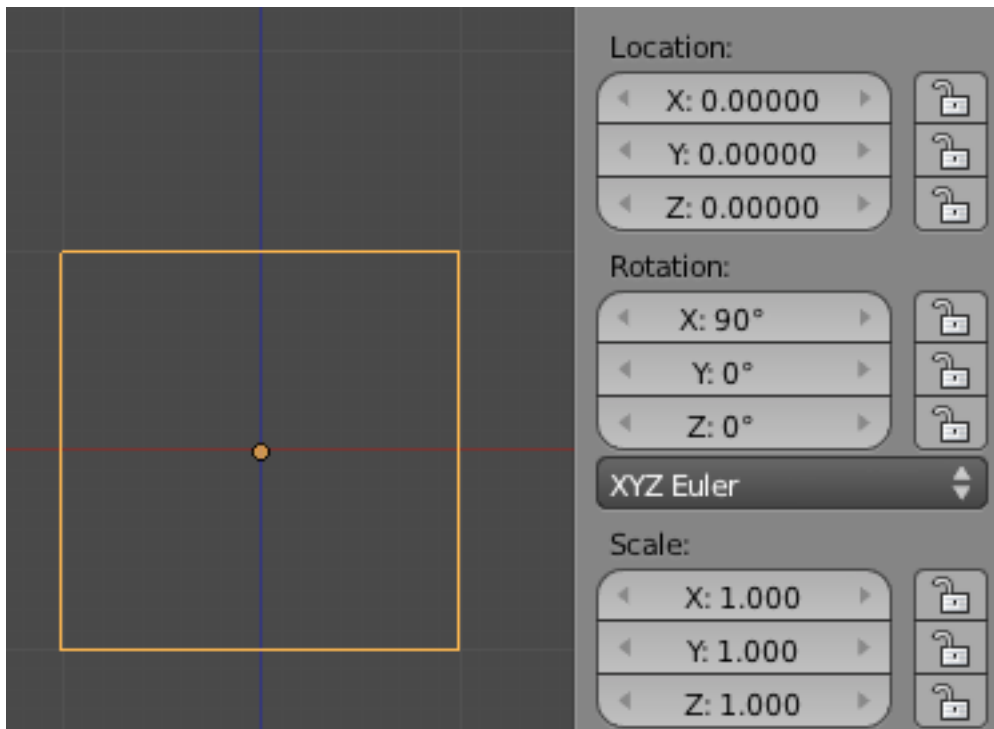 Location:
X: 0.00000
Y: 0.00000
Z: 0.00000
Rotation:
X: 90°
Y: 0°
Z: 0°
XYZ Euler
Scale:
X: 1.000
Y: 1.000
Z: 1.000